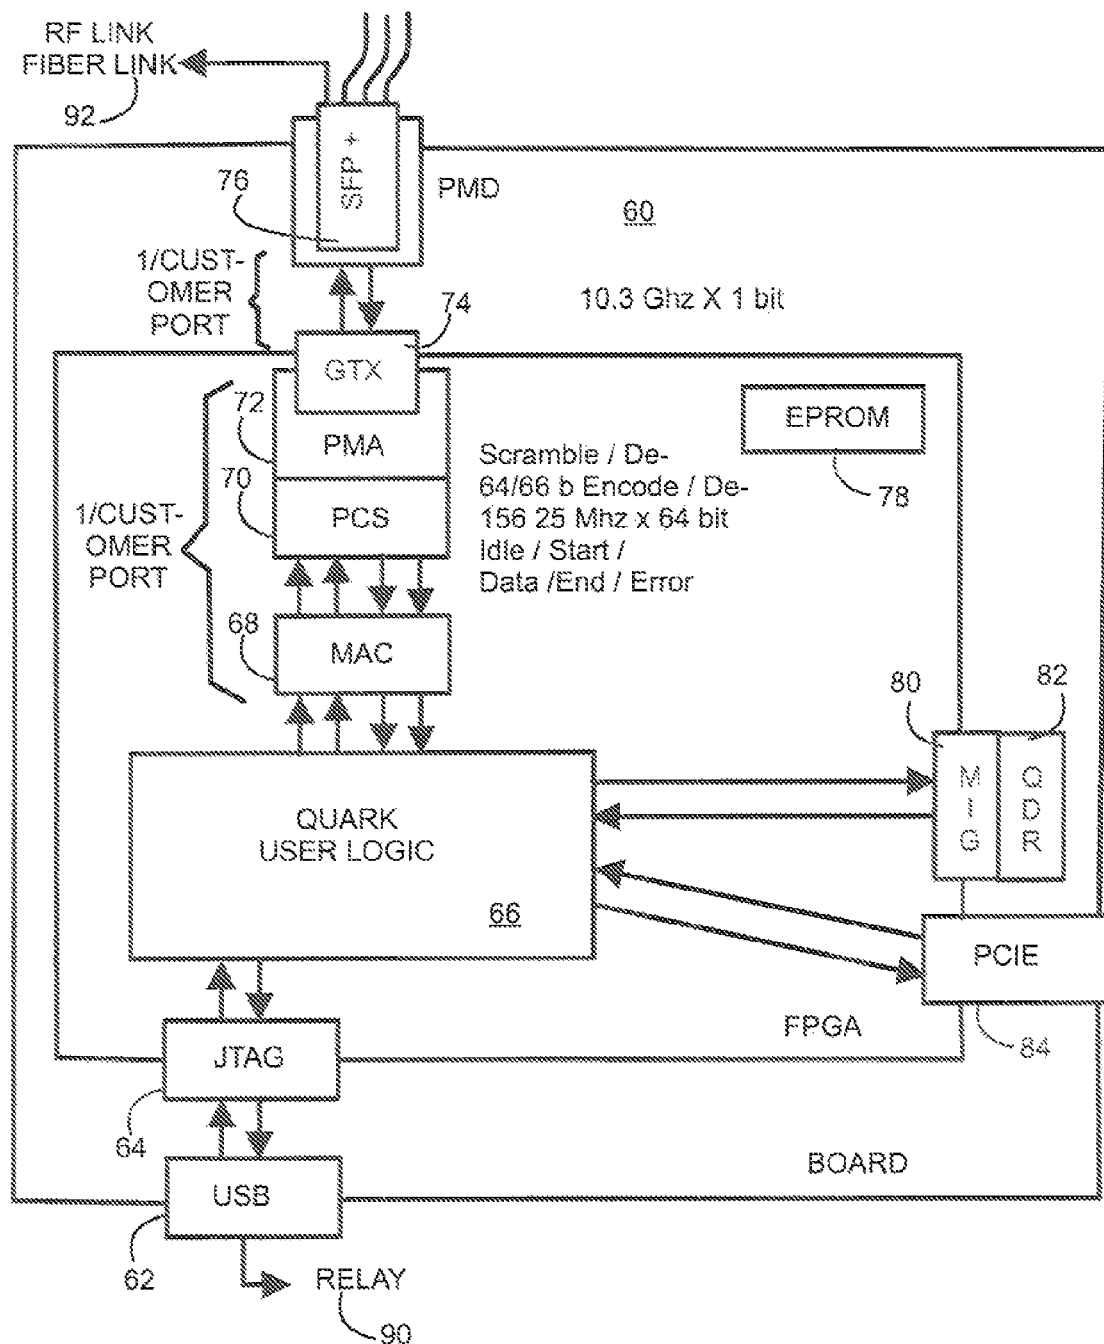 RF LINK
FIBER LINK
92
76
SFP +
PMD
60
1/CUST-
OMER
PORT
74
10.3 Ghz X 1 bit
GTX
72
PMA
EPROM
78
70
PCS
Scramble / De-
64/66 b Encode / De-
156 25 Mhz x 64 bit
Idle / Start /
Data /End / Error
1/CUST-
OMER
PORT
68
MAC
80
82
MIG
QDR
QUARK
USER LOGIC
66
PCIE
84
FPGA
JTAG
64
BOARD
USB
62
RELAY
90